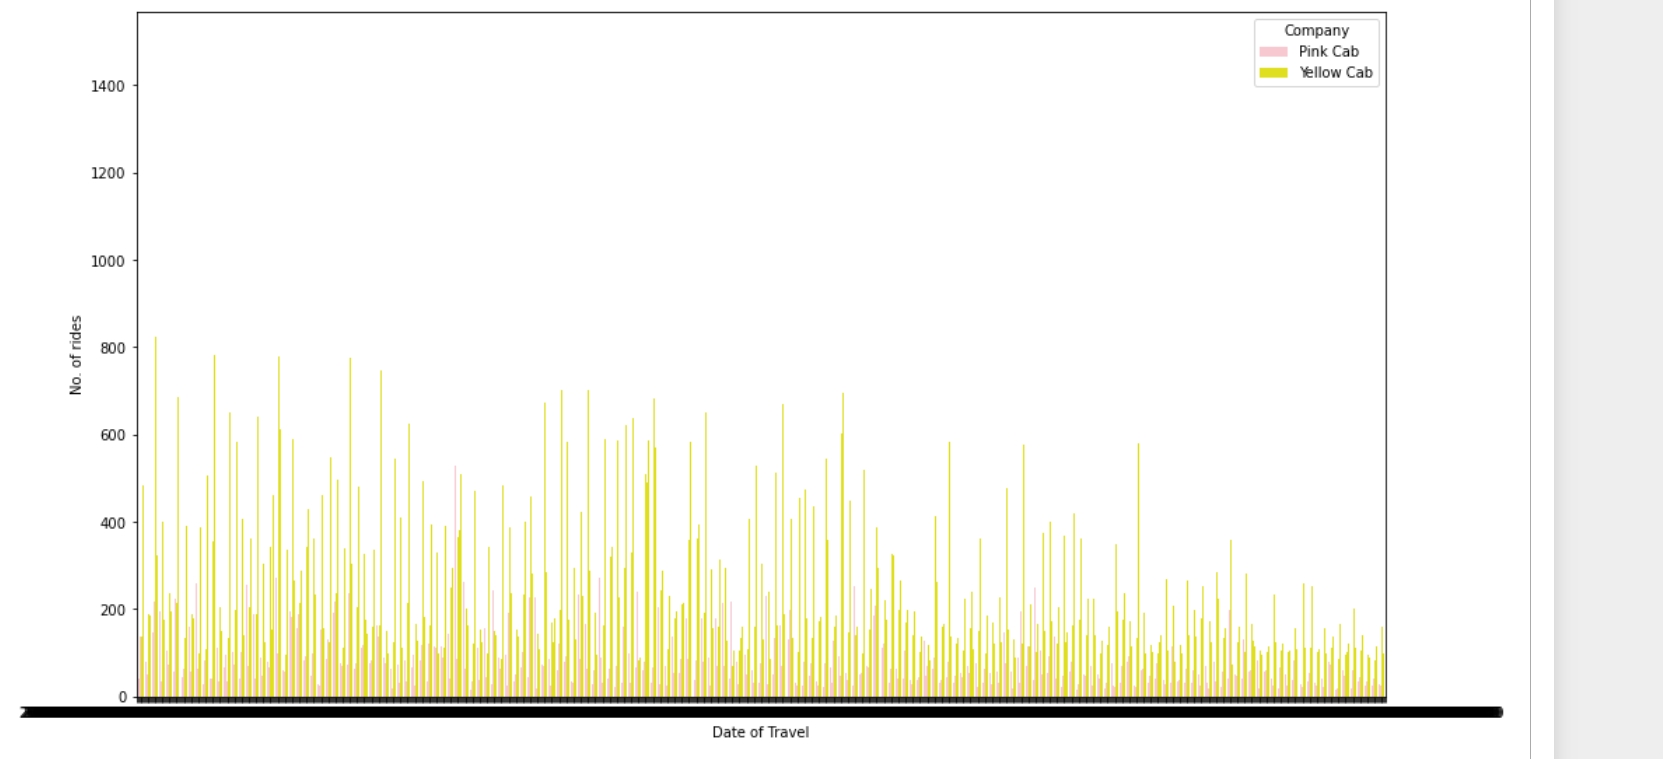 Company
Pink Cab
Yellow Cab
1400
1200
1000
800
600
400
200
0
No. of rides
Date of Travel